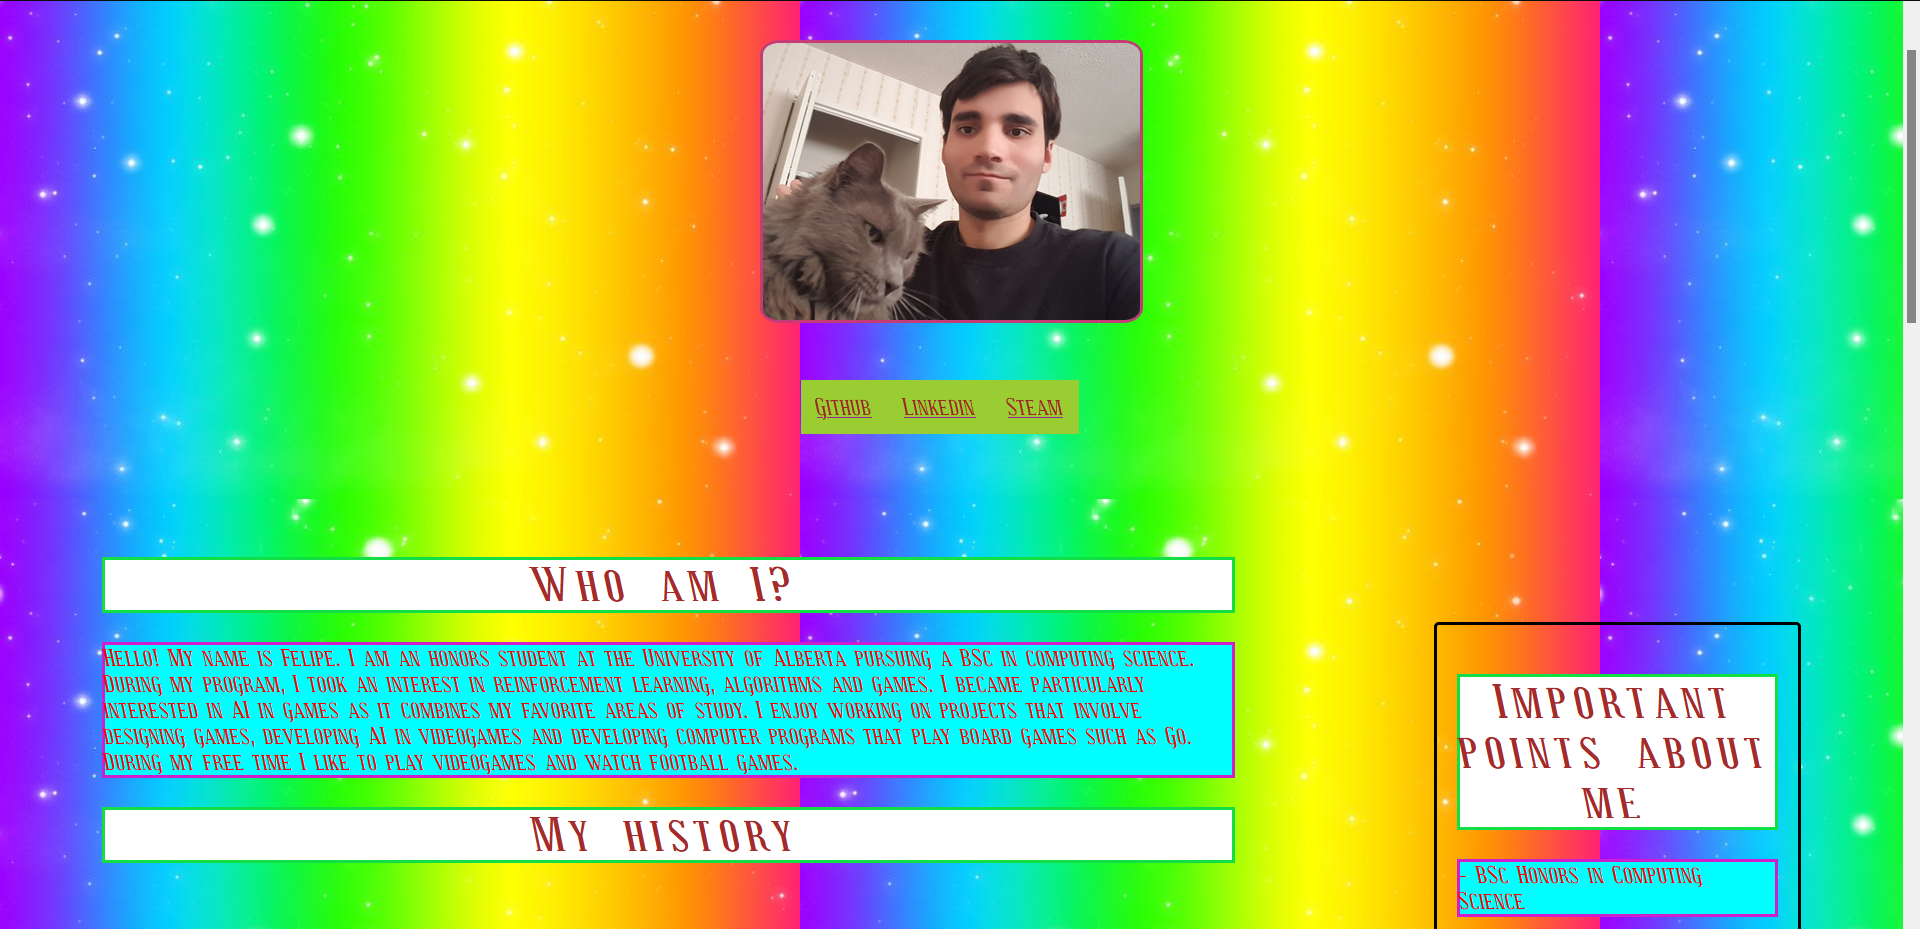 Github Linkedin Steam
Who am I?
Hello! My name is Felipe. I am an honors student at the University of Alberta pursuing a BSc in computing science.
During my program, I took an interest in reinforcement learning, algorithms and games. I became particularly
interested in AI in games as it combines my favorite areas of study. I enjoy working on projects that involve
designing games, developing AI in videogames and developing computer programs that play board games such as Go.
During my free time I like to play videogames and watch football games.
My history
Important
points about
me
- BSc Honors in Computing
Science